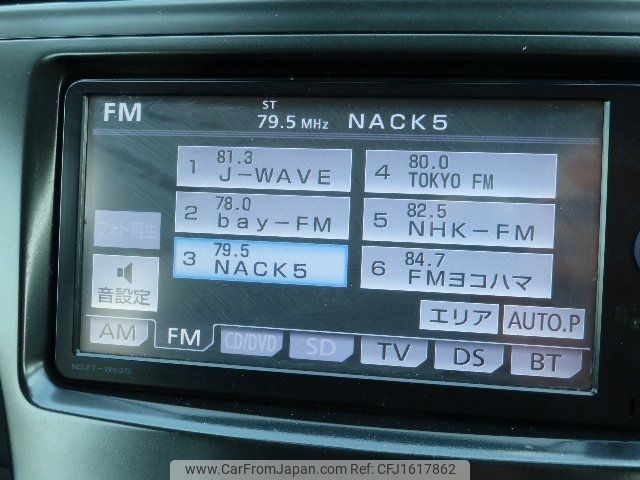 FM
ST
79.5 MHz NACK5
1 81.3 J-WAVE
4 80.0 TOKYO FM
2 78.0 bay-FM
5 82.5 NHK-FM
3 79.5 NACK5
6 84.7 FMヨコハマ
フォト再生
音設定
エリア
AUTO.P
AM
FM
CD/DVD
SD
TV
DS
BT
NSZT-W62G
www.CarFromJapan.com Ref:CFJ1617862